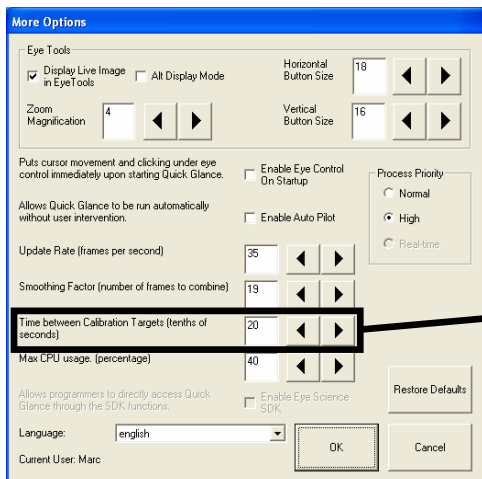 More Options
Eye Tools
Display Live Image
in EyeTools
Alt Display Mode
Horizontal
Button Size
18
Zoom
Magnification
4
Vertical
Button Size
16
Puts cursor movement and clicking under eye
control immediately upon starting Quick Glance.
Enable Eye Control
On Startup
Process Priority
Normal
High
Real-time
Allows Quick Glance to be run automatically
without user intervention.
Enable Auto Pilot
Update Rate (frames per second)
35
Smoothing Factor (number of frames to combine)
19
Time between Calibration Targets (tenths of
seconds)
20
Max CPU usage. (percentage)
40
Allows programmers to directly access Quick
Glance through the SDK functions.
Enable Eye Science
SDK
Restore Defaults
Language:
english
OK
Cancel
Current User: Marc